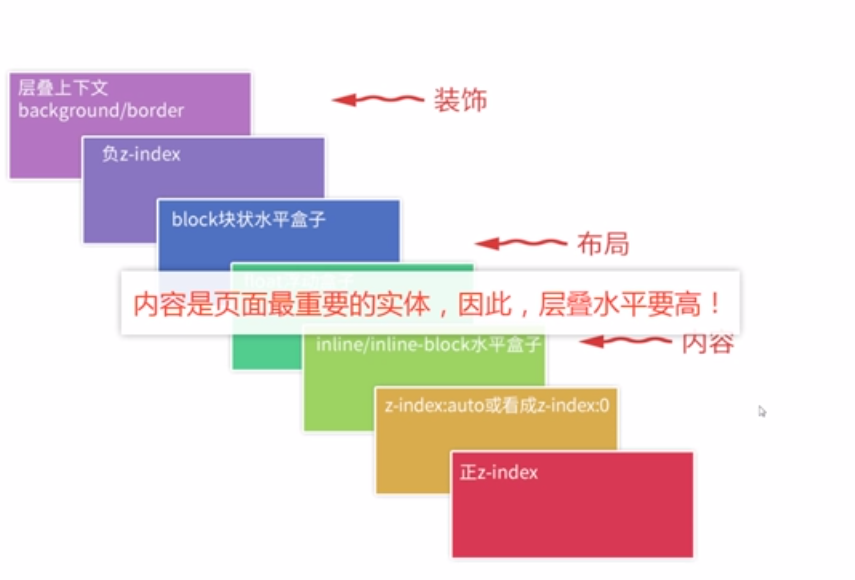 层叠上下文
background/border
装饰
负z-index
block块状水平盒子
布局
内容是页面最重要的实体，因此，层叠水平要高！
inline/inline-block水平盒子
内容
z-index:auto或看成z-index:0
正z-index